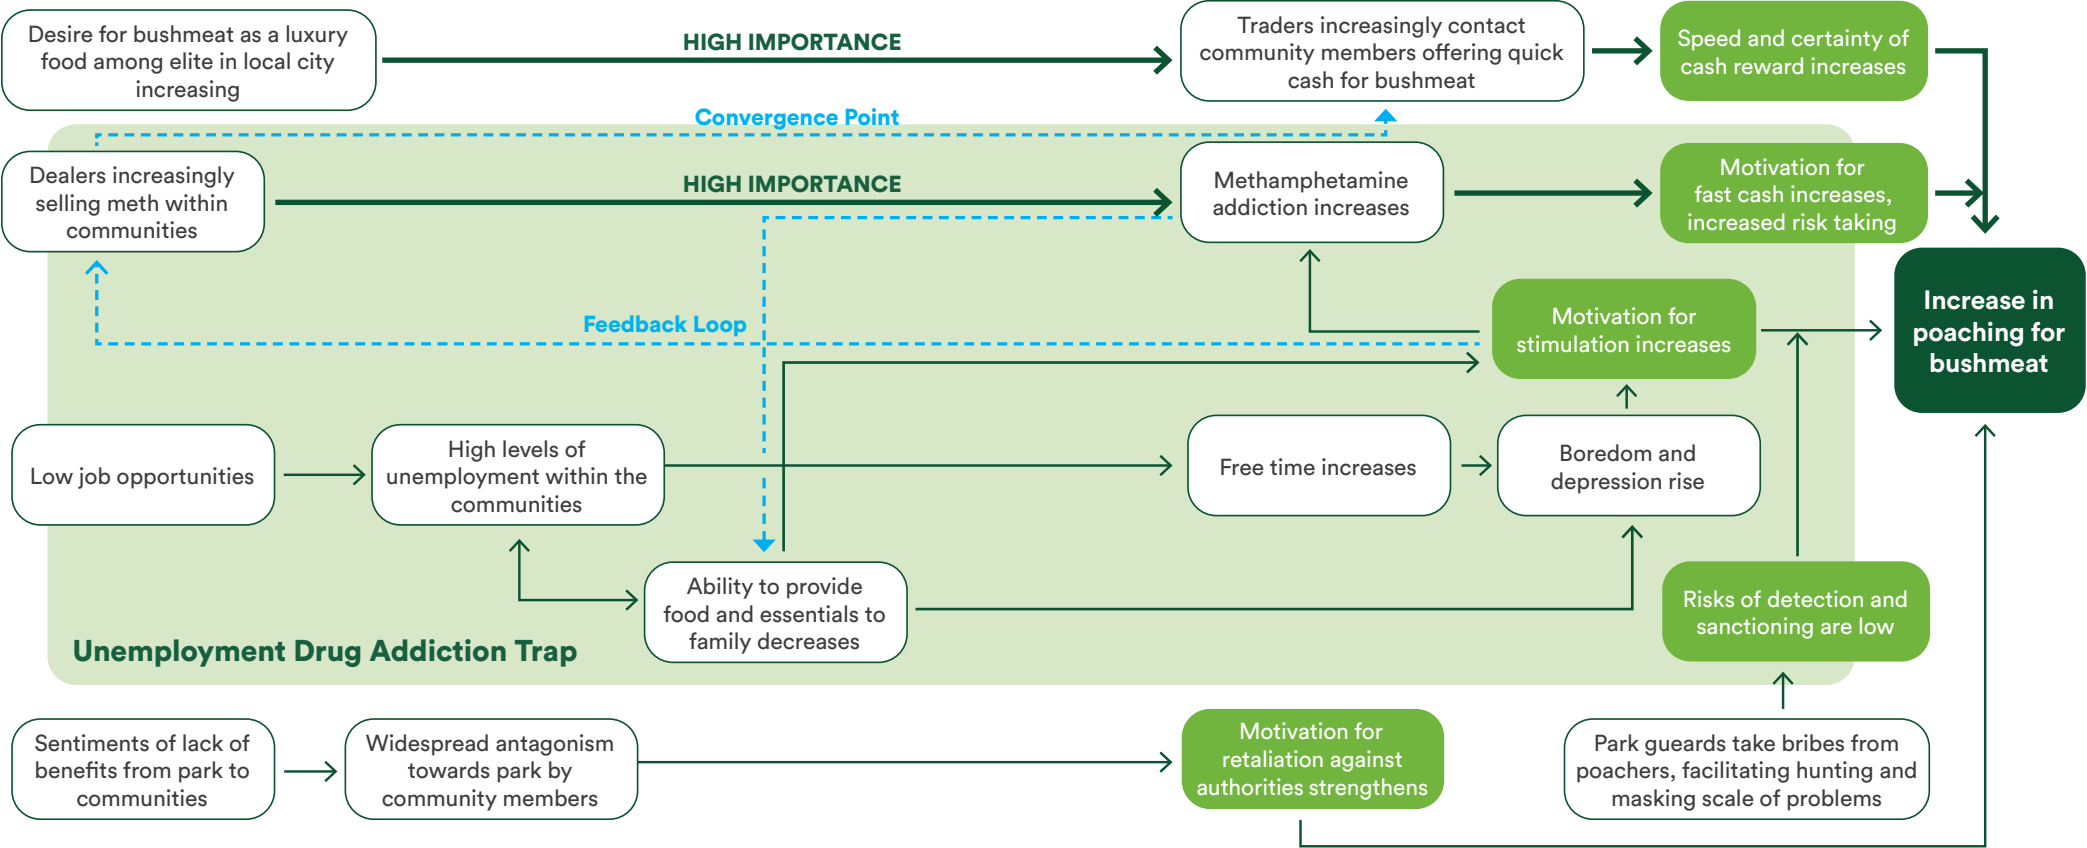 Desire for bushmeat as a luxury
food among elite in local city
increasing
HIGH IMPORTANCE
Traders increasingly contact
community members offering quick
cash for bushmeat
Speed and certainty of
cash reward increases
Convergence Point
Dealers increasingly
selling meth within
communities
HIGH IMPORTANCE
Methamphetamine
addiction increases
Motivation for
fast cash increases,
increased risk taking
Feedback Loop
Motivation for
stimulation increases
Increase in
poaching for
bushmeat
Low job opportunities
High levels of
unemployment within the
communities
Free time increases
Boredom and
depression rise
Ability to provide
food and essentials to
family decreases
Risks of detection and
sanctioning are low
Unemployment Drug Addiction Trap
Sentiments of lack of
benefits from park to
communities
Widespread antagonism
towards park by
community members
Motivation for
retaliation against
authorities strengthens
Park gueards take bribes from
poachers, facilitating hunting and
masking scale of problems